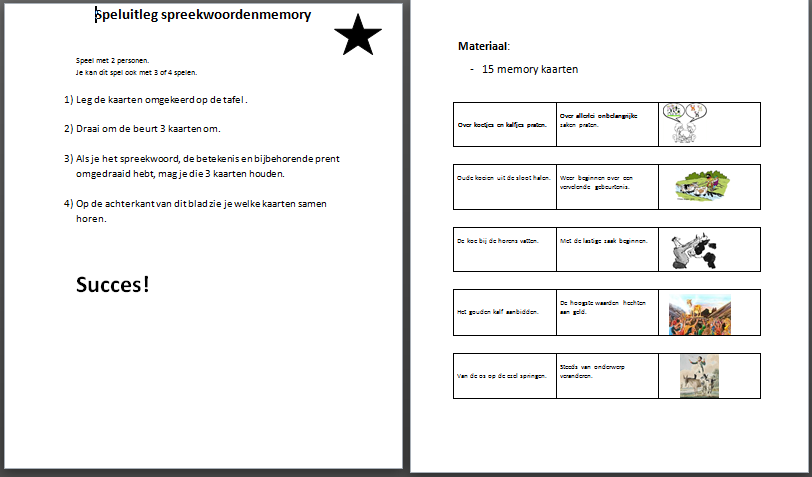 Speluitleg spreekwoordenmemory
Speel met 2 personen.
Je kan dit spel ook met 3 of 4 spelen.
1) Leg de kaarten omgekeerd op de tafel.
2) Draai om de beurt 3 kaarten om.
3) Als je het spreekwoord, de betekenis en bijbehorende prent
omgedraaid hebt, mag je die 3 kaarten houden.
4) Op de achterkant van dit blad zie je welke kaarten samen
horen.
Succes!
Materiaal:
- 15 memory kaarten
Over koetjes en kalfjes praten.
Over allerlei onbelangrijke
zaken praten.
Oude koeien uit de sloot halen.
Weer beginnen over een
vervelende gebeurtenis.
De koe bij de horens vatten.
Met de lastige zaak beginnen.
Het gouden kalf aanbidden.
De hoogste waarden hechten
aan geld.
Van de os op de ezel springen.
Steeds van onderwerp
veranderen.